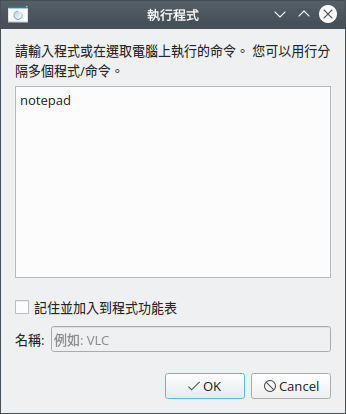 執行程式
請輸入程式或在選取電腦上執行的命令。 您可以用行分
隔多個程式/命令。
notepad
記住並加入到程式功能表
名稱:
例如: VLC
OK
Cancel